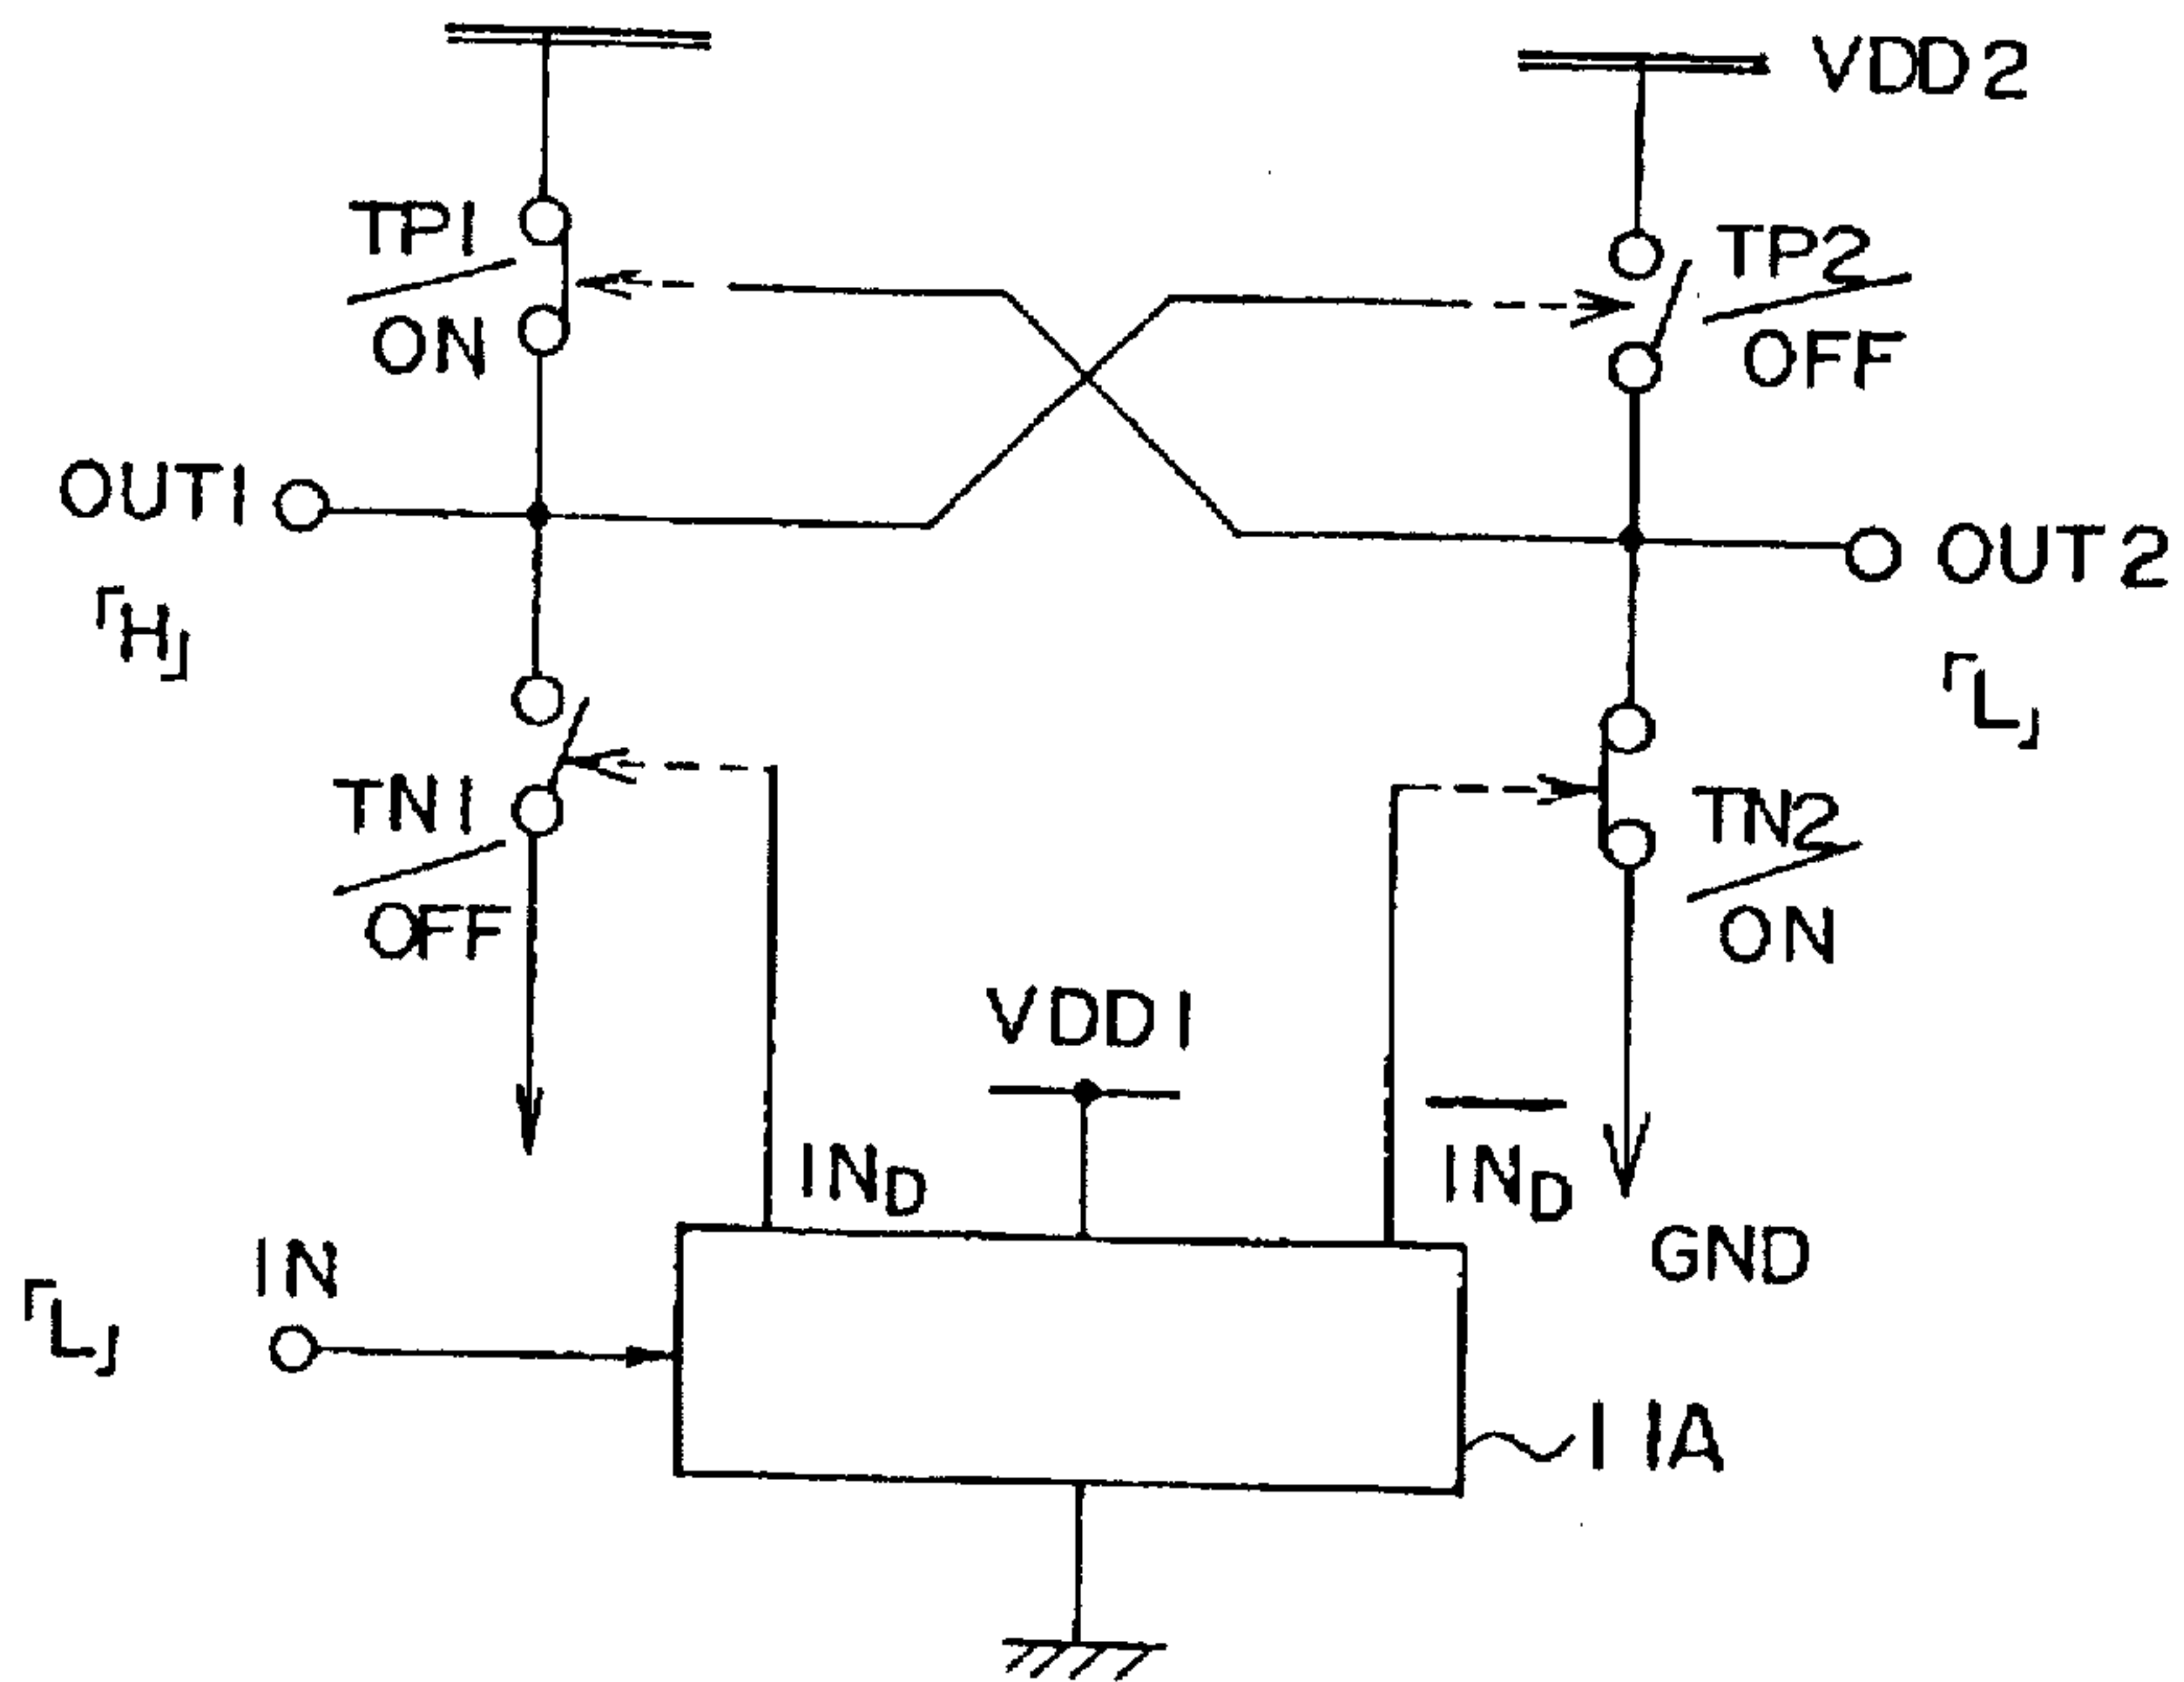 VDD2
TP1
ON
TP2
OFF
OUT1
「H」
OUT2
「L」
TN1
OFF
TN2
ON
VDD1
IND
IND
GND
IN
「L」
11A